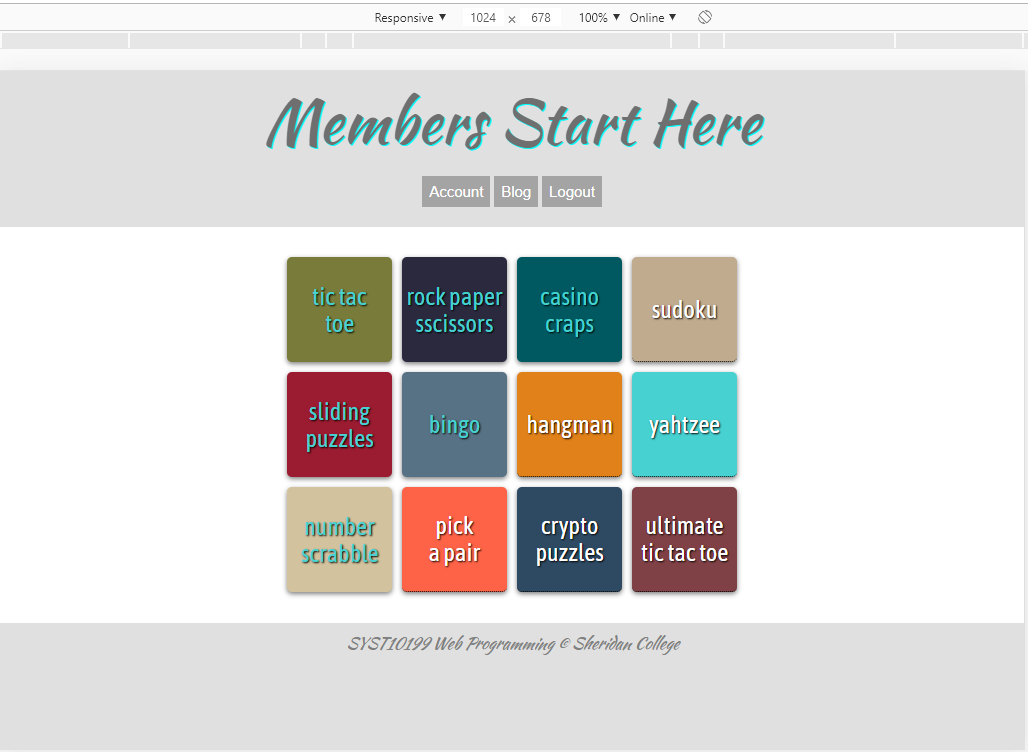 Responsive ▼ 1024 × 678 100% ▼ Online ▼
Members Start Here
Account Blog Logout
tic tac
toe
rock paper
sscissors
casino
craps
sudoku
sliding
puzzles
bingo
hangman
yahtzee
number
scrabble
pick
a pair
crypto
puzzles
ultimate
tic tac toe
SYST10199 Web Programming © Sheridan College